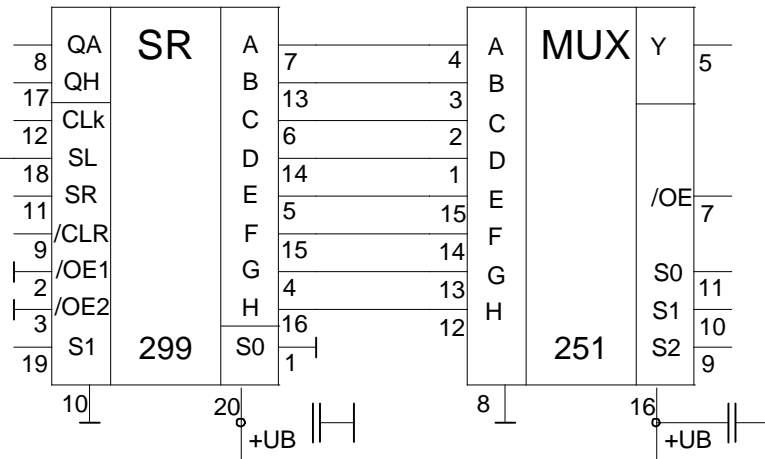 QA SR A A MUX Y
8 7 4 5
QH B B
17 13 3
CLk C C
12 6 2
SL D D
18 14 1
SR E E /OE
11 5 15 7
/CLR F F
9 15 14
/OE1 G G S0
2 4 13 11
/OE2 H H S1
3 16 12 10
S1 299 S0 251 S2
19 1 9
10 20 8 16
+UB +UB